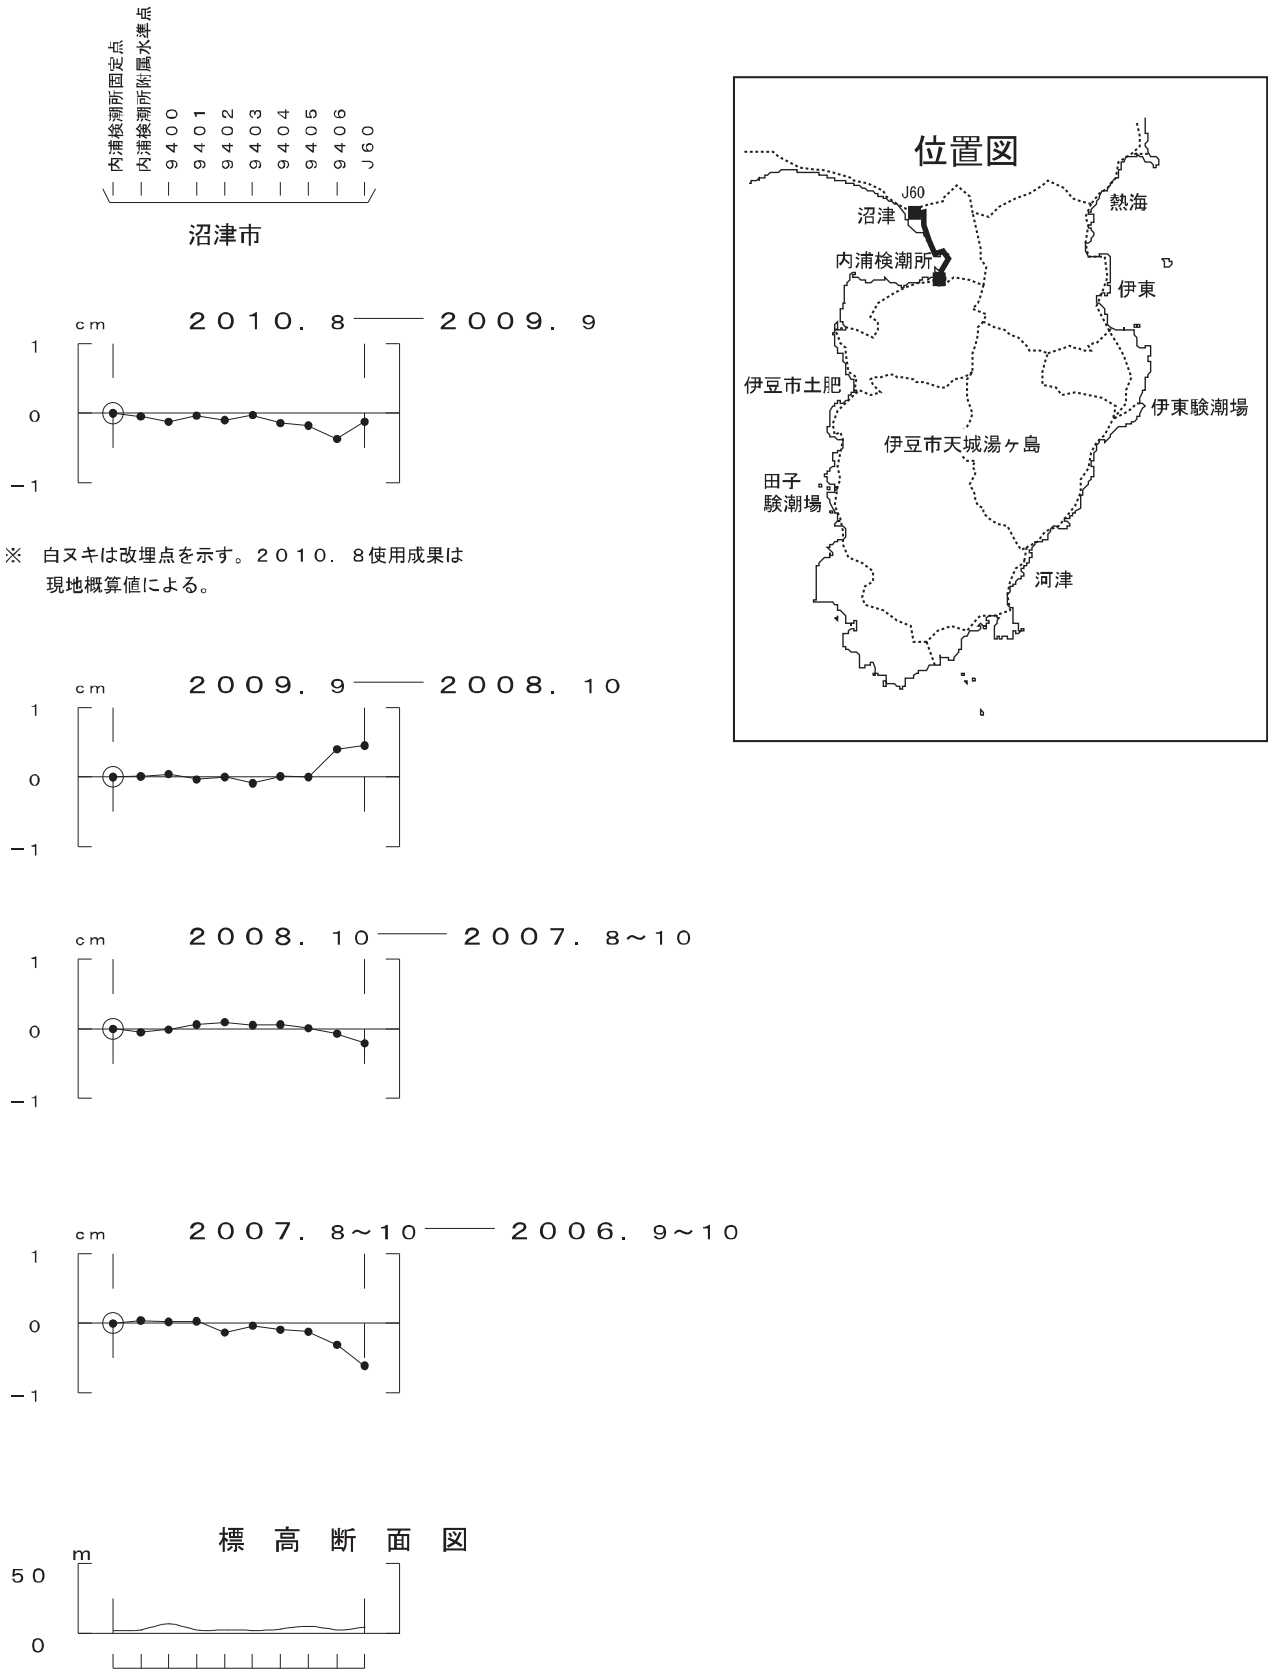 内浦検潮所固定点
内浦検潮所附属水準点
9400
9401
9402
9403
9404
9405
9406
J60
沼津市
cm
2010. 8 ── 2009. 9
1
0
−1
※ 白ヌキは改埋点を示す。2010. 8使用成果は
現地概算値による。
cm
2009. 9 ── 2008. 10
1
0
−1
cm
2008. 10 ── 2007. 8~10
1
0
−1
cm
2007. 8~10 ── 2006. 9~10
1
0
−1
標高断面図
m
50
0
位置図
J60
沼津
熱海
内浦検潮所
伊東
伊豆市土肥
伊東験潮場
伊豆市天城湯ヶ島
田子
験潮場
河津